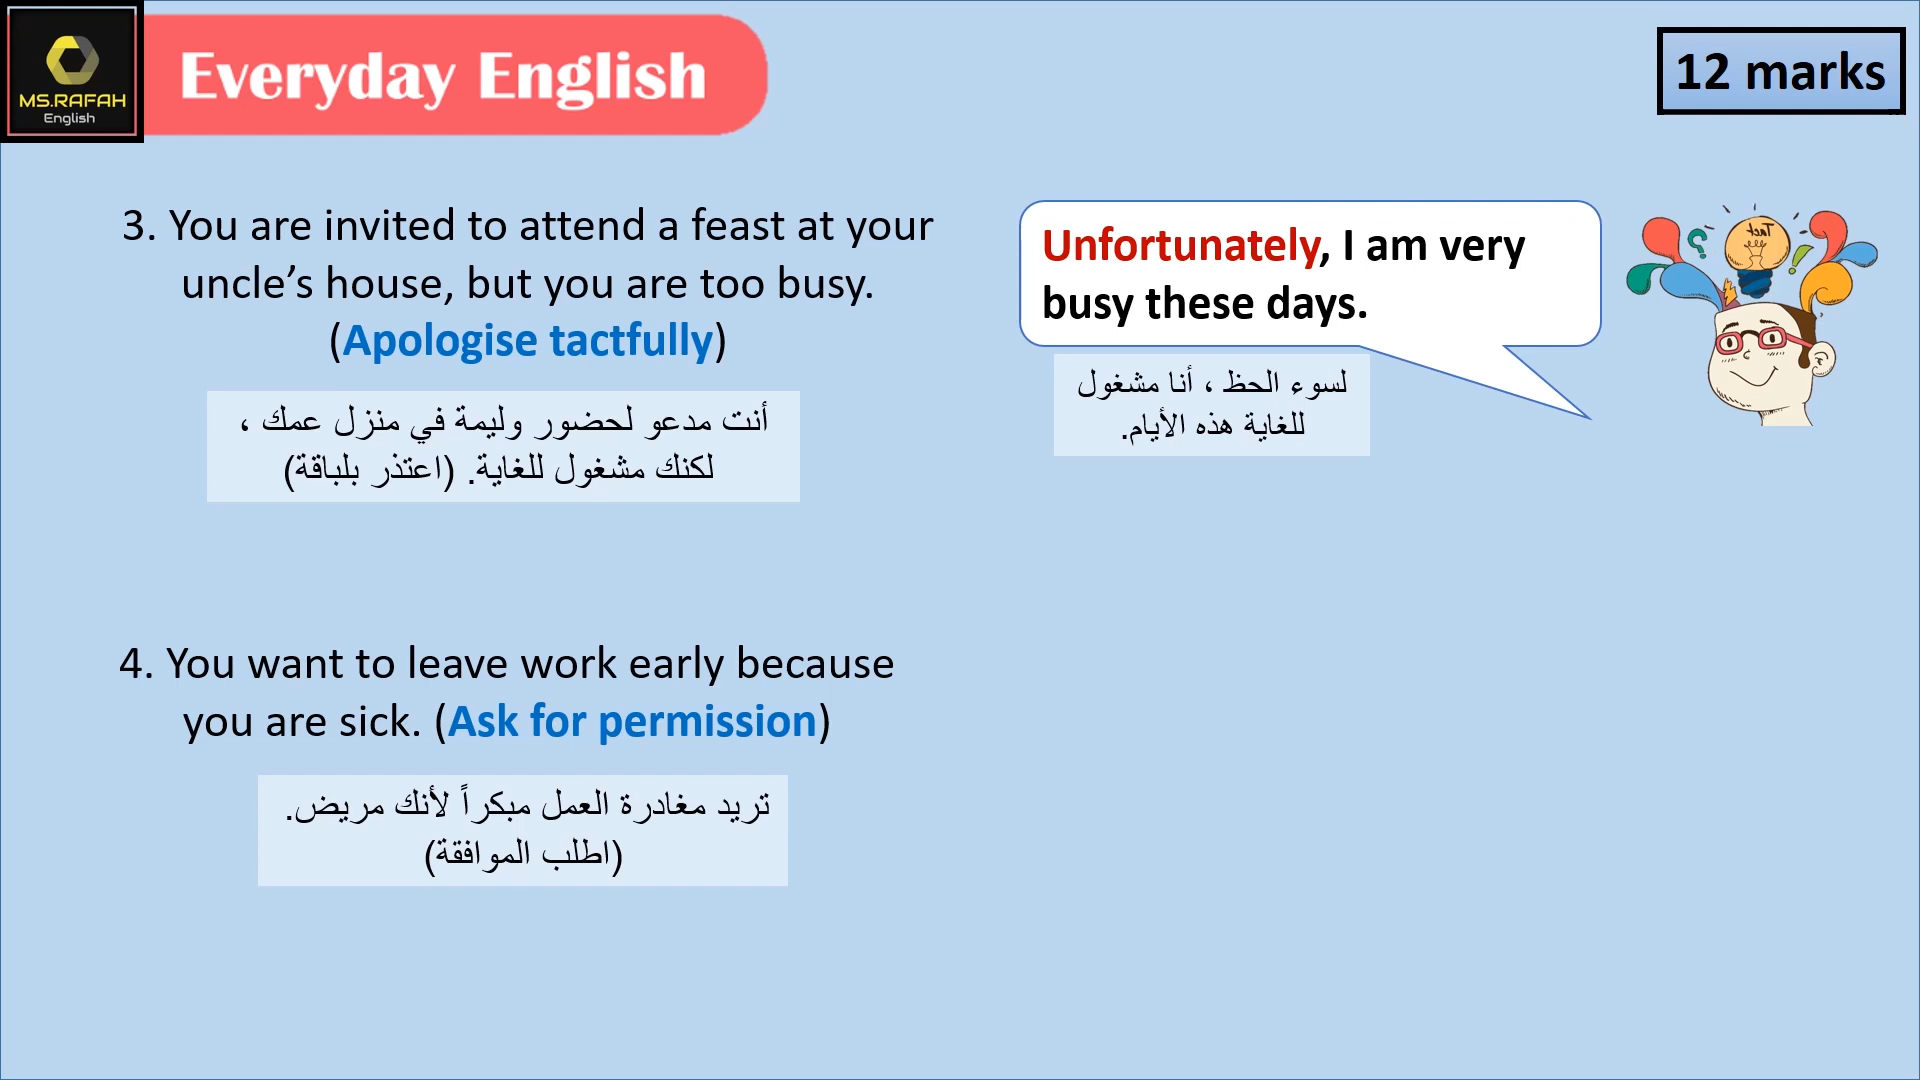 MS.RAFAH
English
Everyday English
12 marks
3. You are invited to attend a feast at your
uncle’s house, but you are too busy.
(Apologise tactfully)
أنت مدعو لحضور وليمة في منزل عمك ،
لكنك مشغول للغاية. (اعتذر بلباقة)
Unfortunately, I am very
busy these days.
لسوء الحظ ، أنا مشغول
للغاية هذه الأيام.
Tact
4. You want to leave work early because
you are sick. (Ask for permission)
تريد مغادرة العمل مبكراً لأنك مريض.
(اطلب الموافقة)